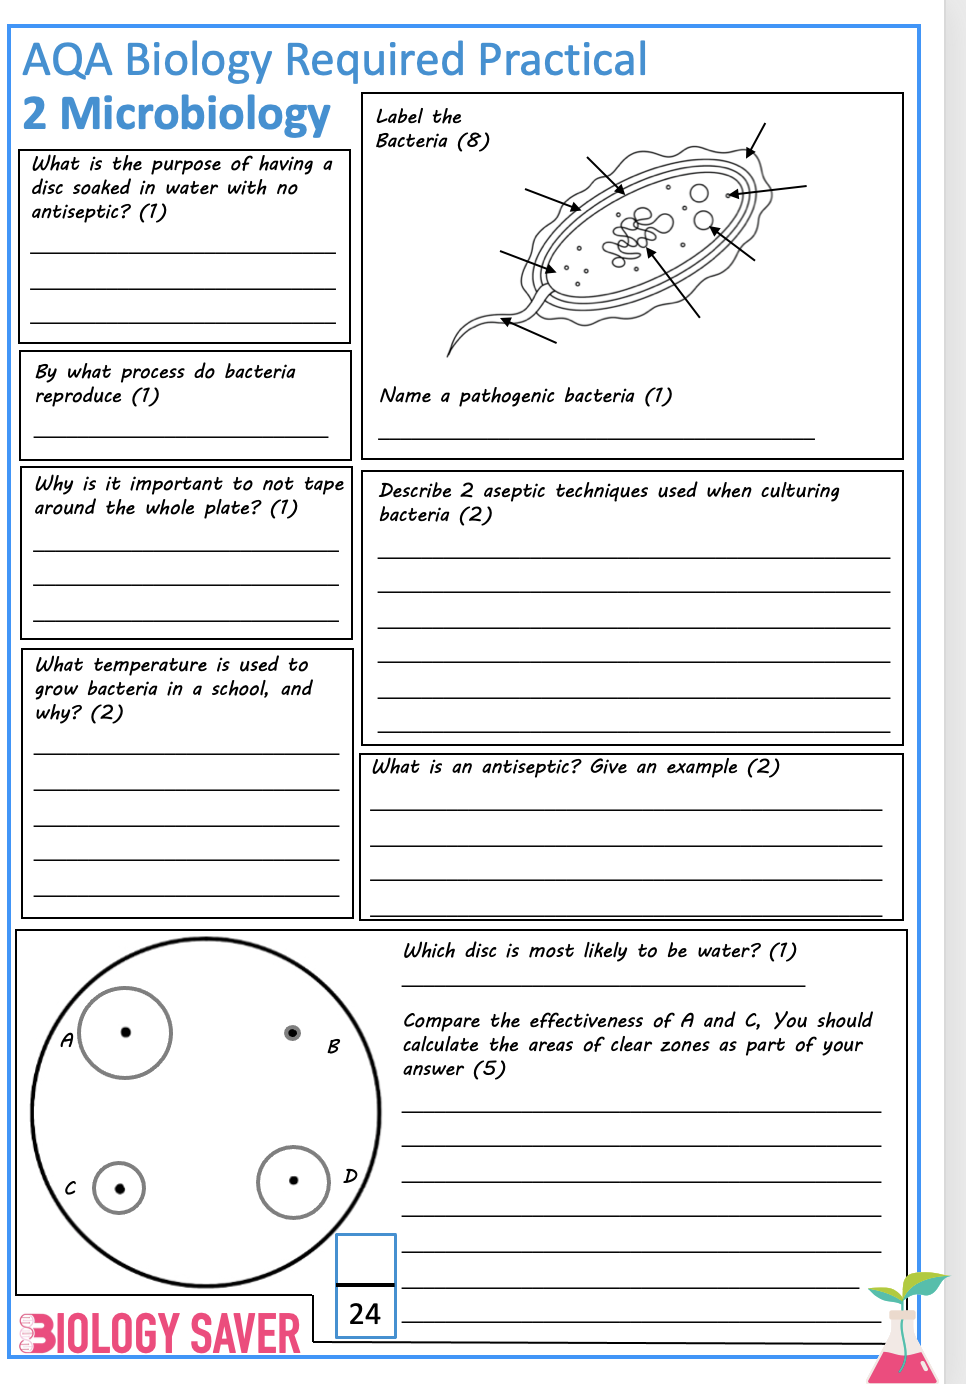 AQA Biology Required Practical
2 Microbiology
What is the purpose of having a
disc soaked in water with no
antiseptic? (1)
By what process do bacteria
reproduce (1)
Why is it important to not tape
around the whole plate? (1)
What temperature is used to
grow bacteria in a school, and
why? (2)
Label the
Bacteria (8)
Name a pathogenic bacteria (1)
Describe 2 aseptic techniques used when culturing
bacteria (2)
What is an antiseptic? Give an example (2)
A
B
C
D
Which disc is most likely to be water? (1)
Compare the effectiveness of A and C, You should
calculate the areas of clear zones as part of your
answer (5)
24
BIOLOGY SAVER